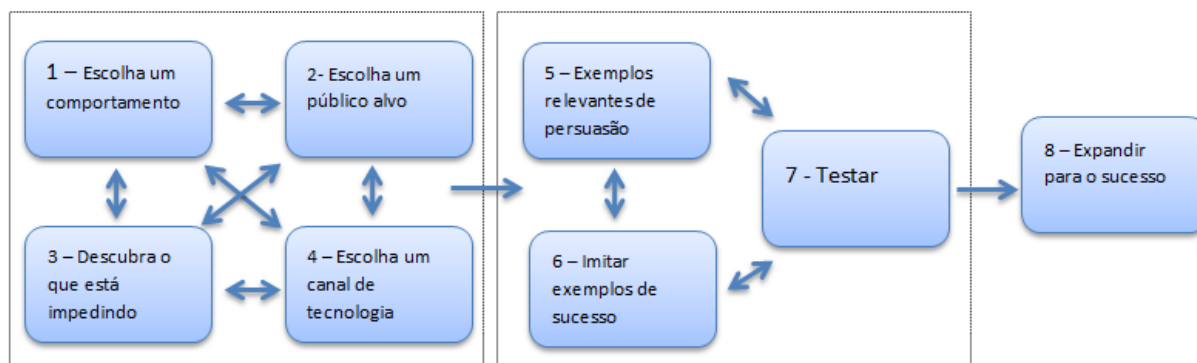 1 – Escolha um
comportamento
2- Escolha um
público alvo
3 – Descubra o
que está
impedindo
4 – Escolha um
canal de
tecnologia
5 – Exemplos
relevantes de
persuasão
6 – Imitar
exemplos de
sucesso
7 - Testar
8 – Expandir
para o sucesso